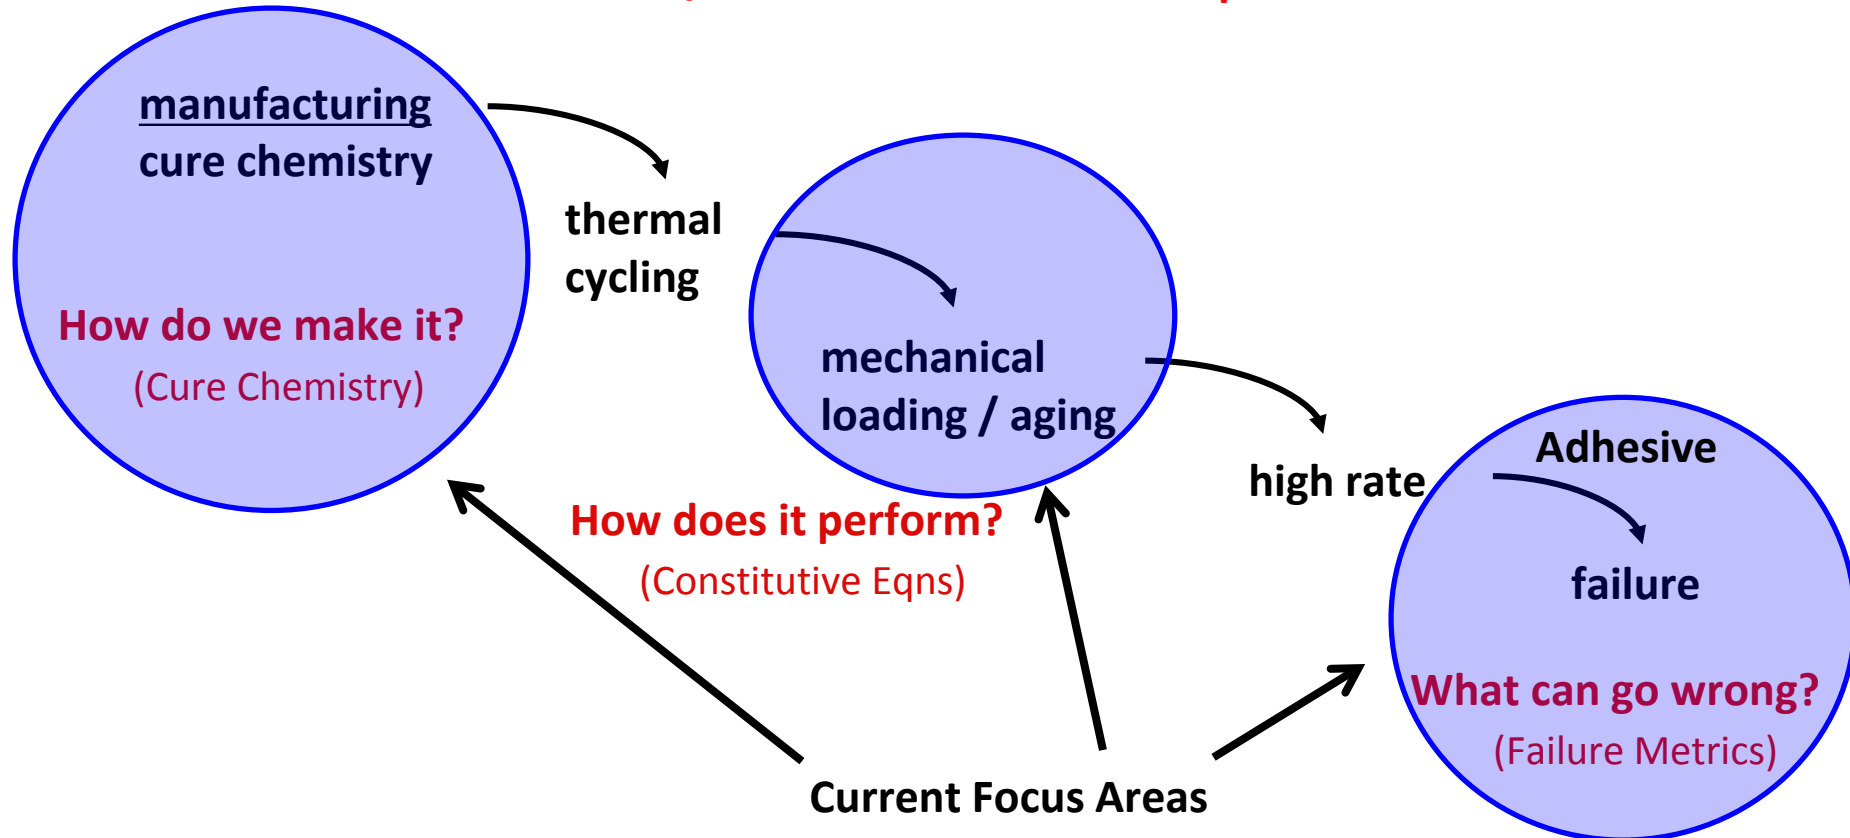 manufacturing
cure chemistry
How do we make it?
(Cure Chemistry)
thermal
cycling
mechanical
loading / aging
How does it perform?
(Constitutive Eqns)
high rate
Adhesive
failure
What can go wrong?
(Failure Metrics)
Current Focus Areas